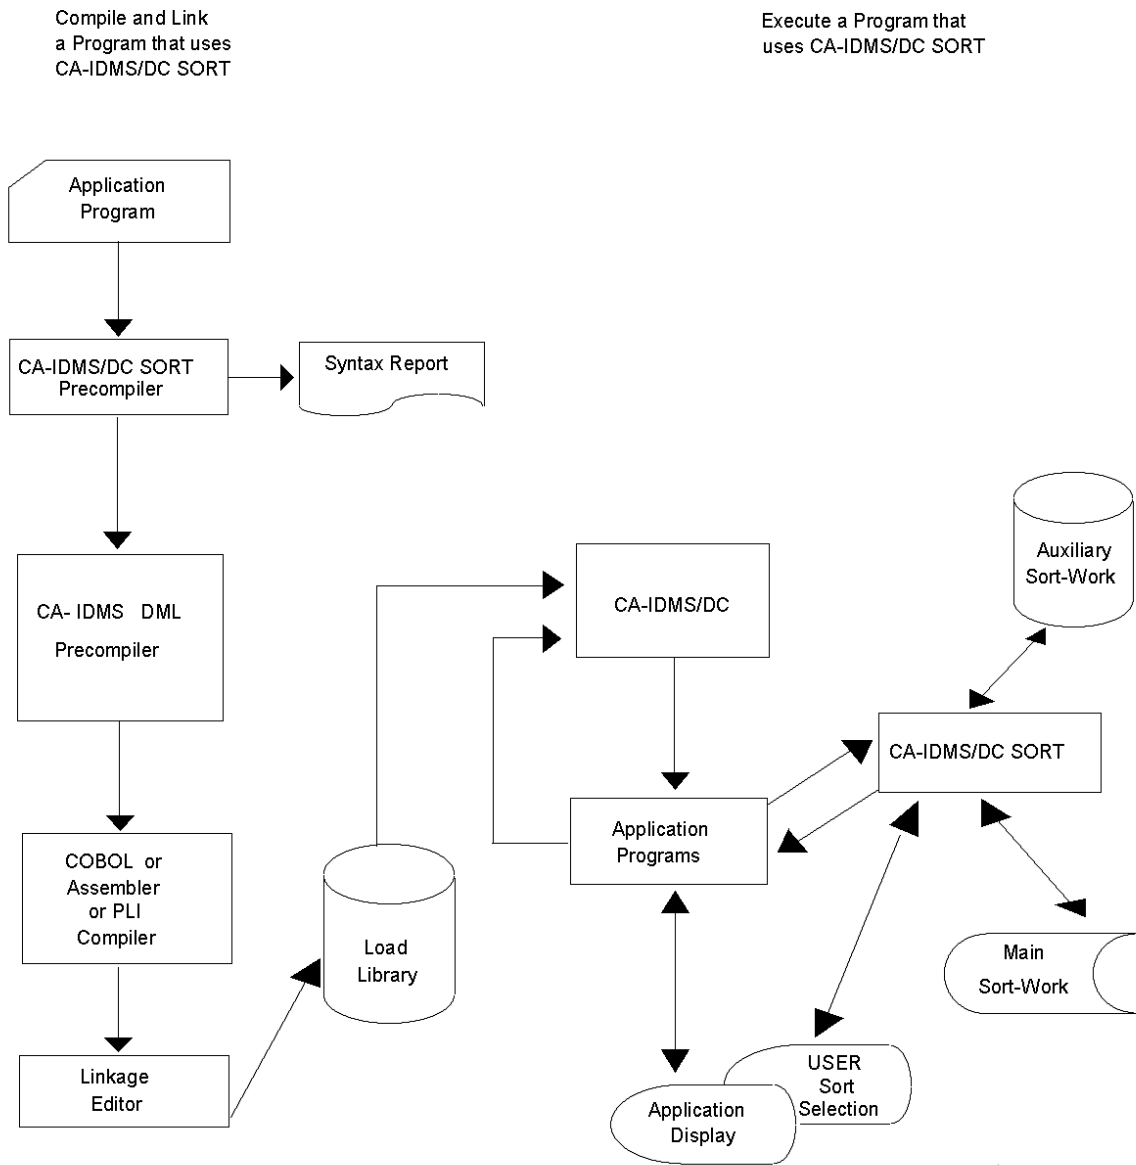 Compile and Link
a Program that uses
CA-IDMS/DC SORT
Execute a Program that
uses CA-IDMS/DC SORT
Application
Program
CA-IDMS/DC SORT
Precompiler
Syntax Report
CA- IDMS DML
Precompiler
COBOL or
Assembler
or PLI
Compiler
Linkage
Editor
Load
Library
CA-IDMS/DC
Application
Programs
Auxiliary
Sort-Work
CA-IDMS/DC SORT
Main
Sort-Work
USER
Sort
Selection
Application
Display